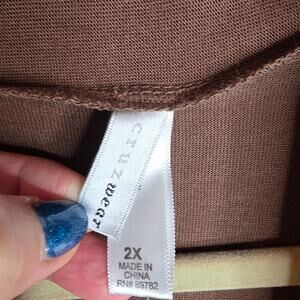 cruzwear
2X
MADE IN
CHINA
RN# 89782